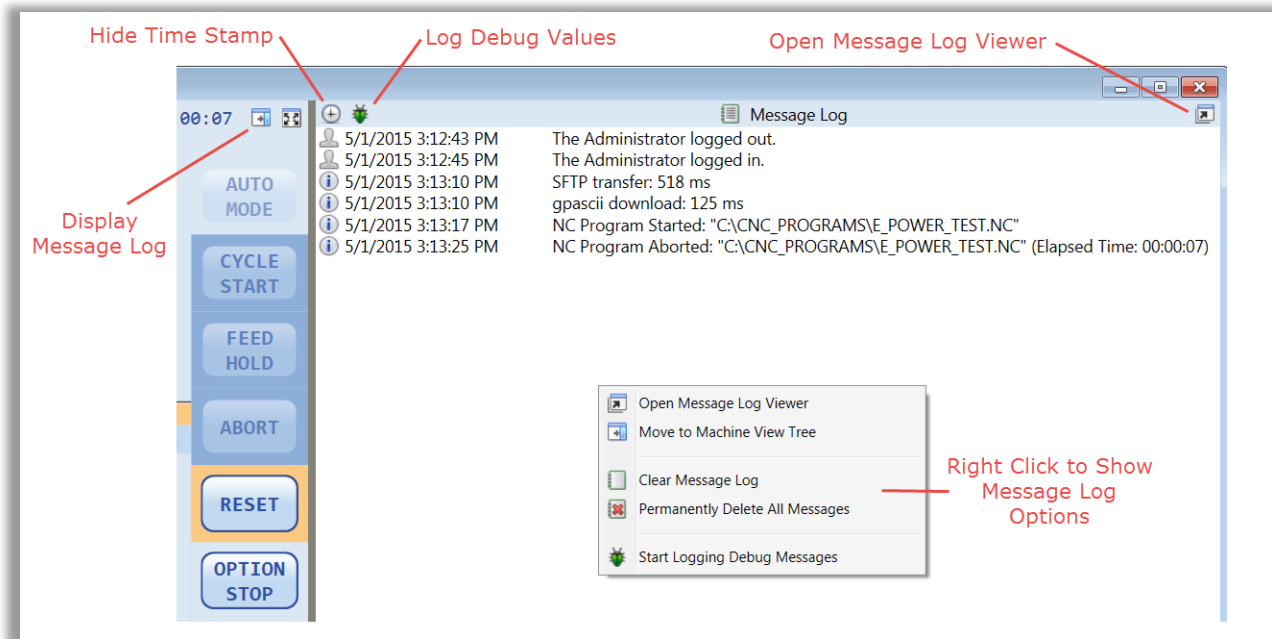 Hide Time Stamp
Log Debug Values
Open Message Log Viewer
00:07
Message Log
5/1/2015 3:12:43 PM The Administrator logged out.
5/1/2015 3:12:45 PM The Administrator logged in.
5/1/2015 3:13:10 PM SFTP transfer: 518 ms
5/1/2015 3:13:10 PM gpascii download: 125 ms
5/1/2015 3:13:17 PM NC Program Started: "C:\CNC_PROGRAMS\E_POWER_TEST.NC"
5/1/2015 3:13:25 PM NC Program Aborted: "C:\CNC_PROGRAMS\E_POWER_TEST.NC" (Elapsed Time: 00:00:07)
Display
Message Log
AUTO
MODE
CYCLE
START
FEED
HOLD
ABORT
RESET
OPTION
STOP
Open Message Log Viewer
Move to Machine View Tree
Clear Message Log
Permanently Delete All Messages
Start Logging Debug Messages
Right Click to Show
Message Log
Options